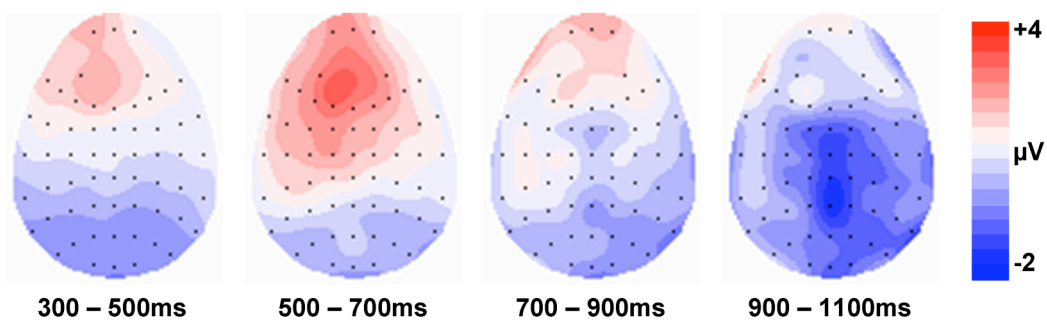 +4
µV
-2
300 – 500ms
500 – 700ms
700 – 900ms
900 – 1100ms